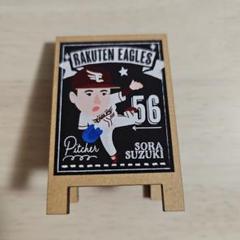 RAKUTEN EAGLES
56
Pitcher
SORA
SUZUKI